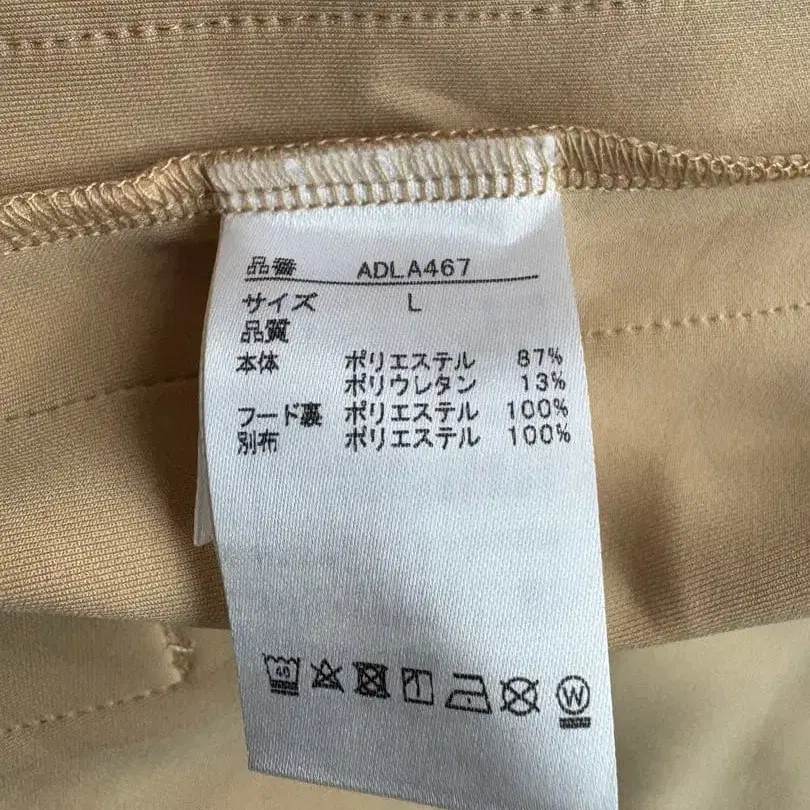 品番 ADLA467
サイズ L
品質
本体 ポリエステル 87%
ポリウレタン 13%
フード裏 ポリエステル 100%
別布 ポリエステル 100%
40 W